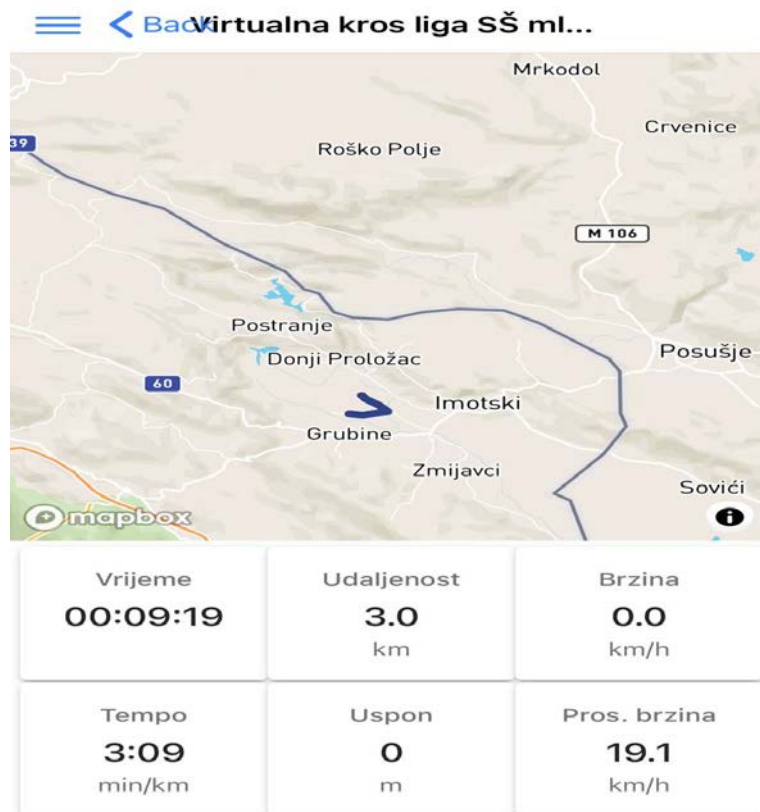 Back
Virtualna kros liga SŠ ml...
Mrkodol
Crvenice
39
Roško Polje
M 106
Postranje
Donji Proložac
Posušje
60
Imotski
Grubine
Zmijavci
Sovići
mapbox
Vrijeme
00:09:19
Udaljenost
3.0
km
Brzina
0.0
km/h
Tempo
3:09
min/km
Uspon
0
m
Pros. brzina
19.1
km/h